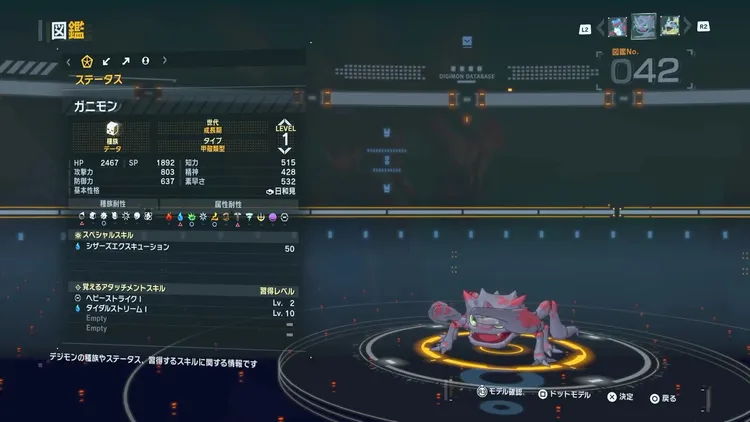 図鑑
L2
R2
図鑑No.
042
DIGIMON DATABASE
ステータス
ガニモン
種族
データ
世代
成長期
タイプ
甲殻類型
LEVEL
1
HP 2467 SP 1892 知力 515
攻撃力 803 精神 428
防御力 637 素早さ 532
基本性格 日和見
種族耐性 属性耐性
スペシャルスキル
シザーズエクスキューション 50
覚えるアタッチメントスキル 習得レベル
ヘビーストライクⅠ Lv. 2
タイダルストリームⅠ Lv. 10
Empty
Empty
デジモンの種族やステータス、習得するスキルに関する情報です
モデル確認 ドットモデル 決定 戻る